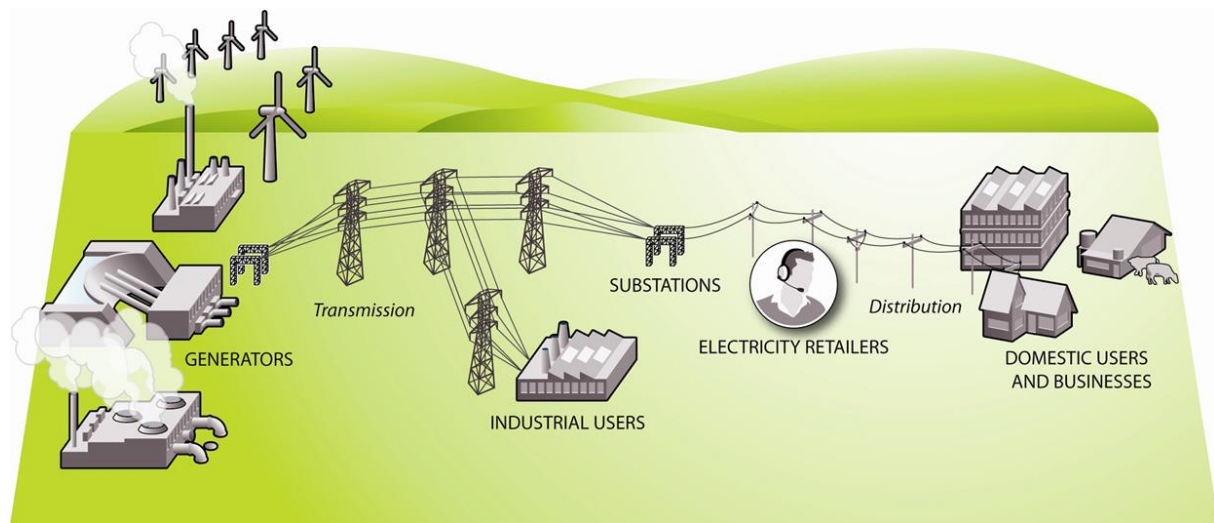 Transmission
GENERATORS
INDUSTRIAL USERS
SUBSTATIONS
ELECTRICITY RETAILERS
Distribution
DOMESTIC USERS
AND BUSINESSES